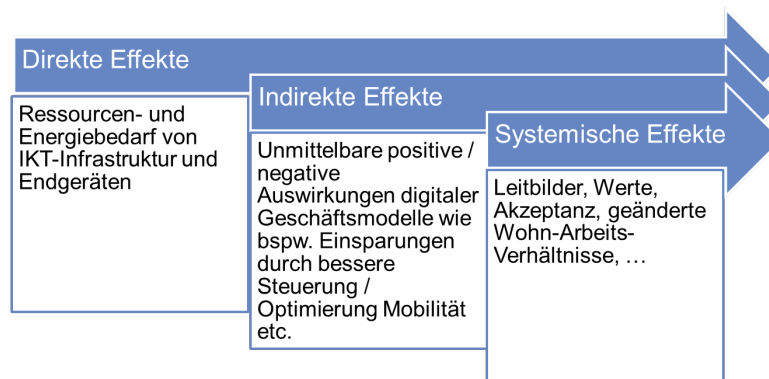 Direkte Effekte
Ressourcen- und
Energiebedarf von
IKT-Infrastruktur und
Endgeräten
Indirekte Effekte
Unmittelbare positive /
negative
Auswirkungen digitaler
Geschäftsmodelle wie
bspw. Einsparungen
durch bessere
Steuerung /
Optimierung Mobilität
etc.
Systemische Effekte
Leitbilder, Werte,
Akzeptanz, geänderte
Wohn-Arbeits-
Verhältnisse, …